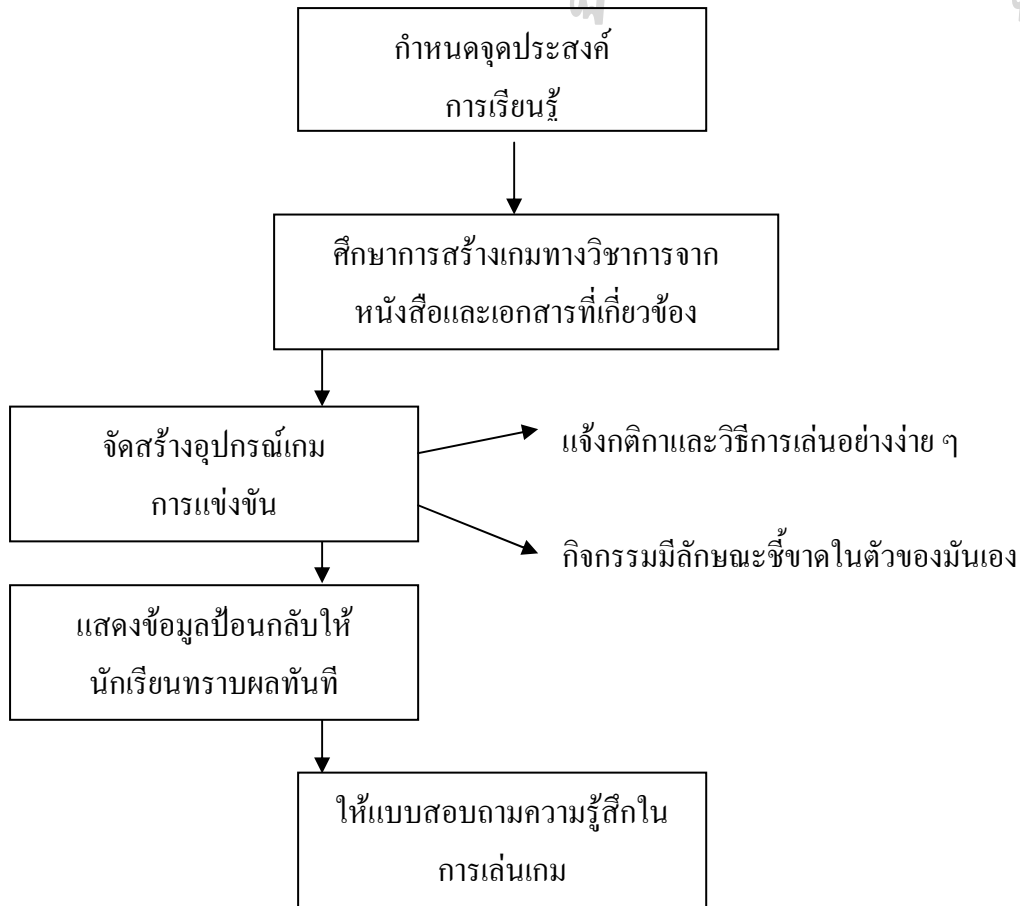 กำหนดจุดประสงค์
การเรียนรู้
ศึกษาการสร้างเกมทางวิชาการจาก
หนังสือและเอกสารที่เกี่ยวข้อง
จัดสร้างอุปกรณ์เกม
การแข่งขัน
แจ้งกติกาและวิธีการเล่นอย่างง่าย ๆ
กิจกรรมมีลักษณะชี้ขาดในตัวของมันเอง
แสดงข้อมูลป้อนกลับให้
นักเรียนทราบผลทันที
ให้แบบสอบถามความรู้สึกใน
การเล่นเกม